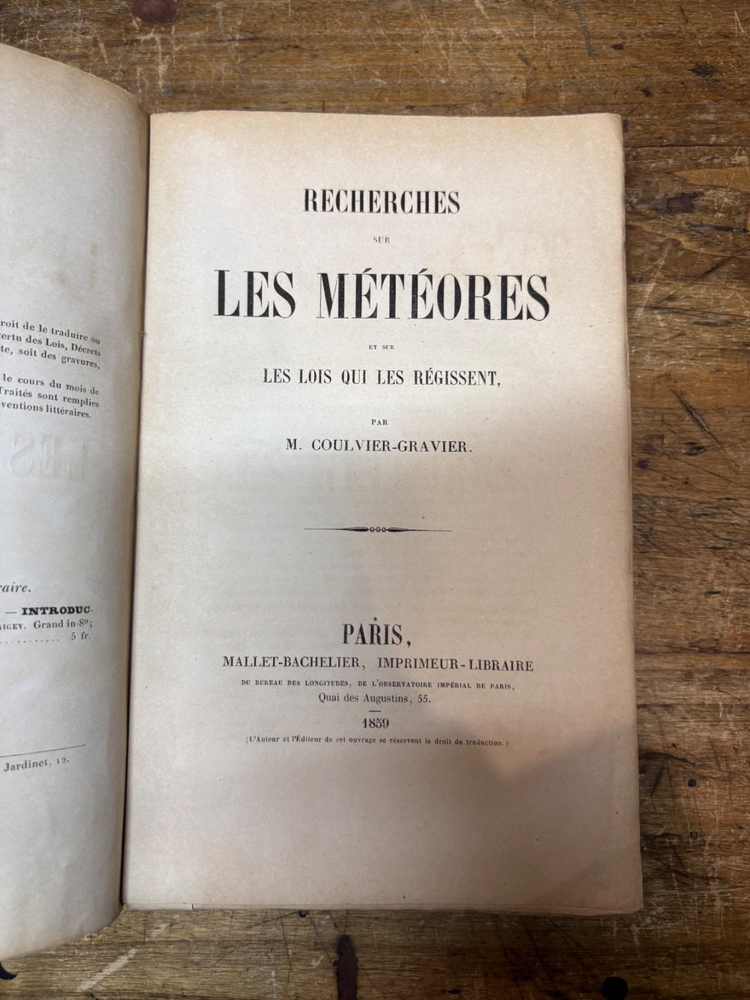 roit de le traduire ou
vertu des Lois, Décrets
te, soit des gravures,
le cours du mois de
Traités sont remplies
ventions littéraires.
raire.
— INTRODUC-
AIGEY. Grand in-8º;
........... 5 fr.
Jardinet, 12.
RECHERCHES
SUR
LES MÉTÉORES
ET SUR
LES LOIS QUI LES RÉGISSENT,
PAR
M. COULVIER-GRAVIER.
PARIS,
MALLET-BACHELIER, IMPRIMEUR-LIBRAIRE
DU BUREAU DES LONGITUDES, DE L'OBSERVATOIRE IMPÉRIAL DE PARIS,
Quai des Augustins, 55.
1859
(L'Auteur et l'Éditeur de cet ouvrage se réservent le droit de traduction.)